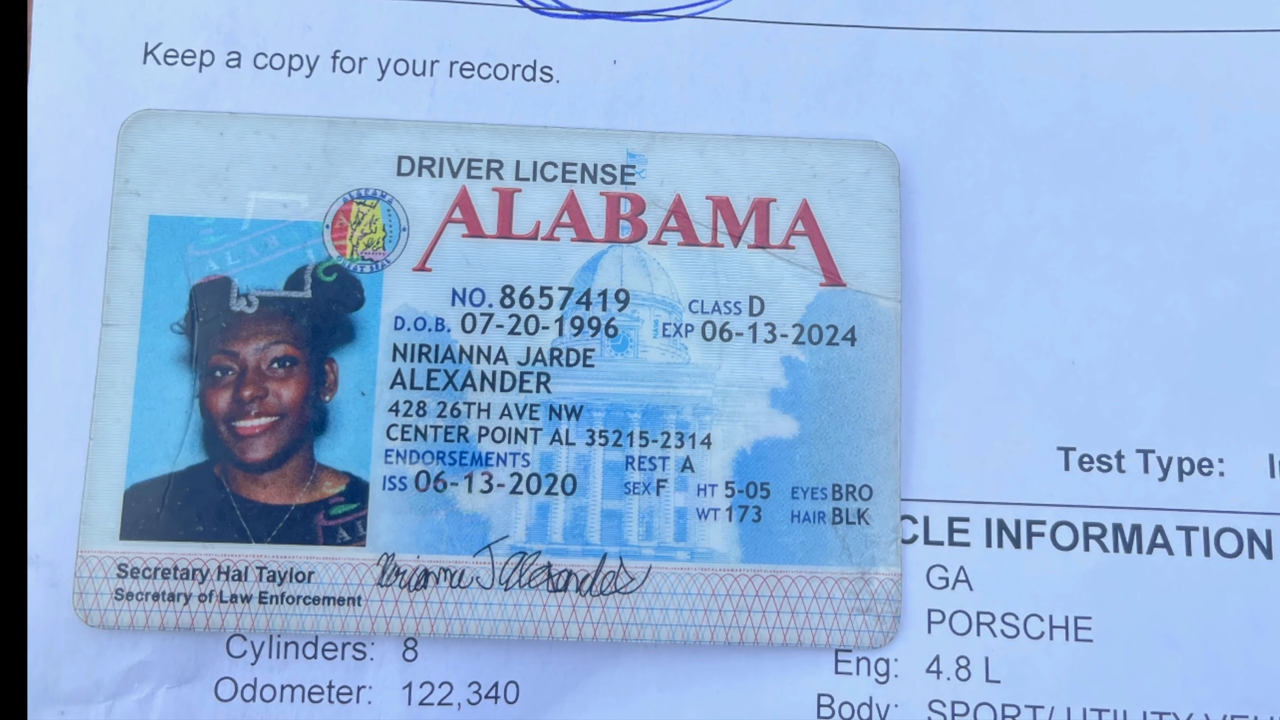 Keep a copy for your records.
DRIVER LICENSE
ALABAMA
NO. 8657419 CLASS D
D.O.B. 07-20-1996 EXP 06-13-2024
NIRIANNA JARDE
ALEXANDER
428 26TH AVE NW
CENTER POINT AL 35215-2314
ENDORSEMENTS REST A
ISS 06-13-2020 SEX F HT 5-05 EYES BRO
WT 173 HAIR BLK
Secretary Hal Taylor
Secretary of Law Enforcement
Test Type:
CLE INFORMATION
GA
PORSCHE
Cylinders: 8
Eng: 4.8 L
Odometer: 122,340
Body: SPORT/ UTILITY